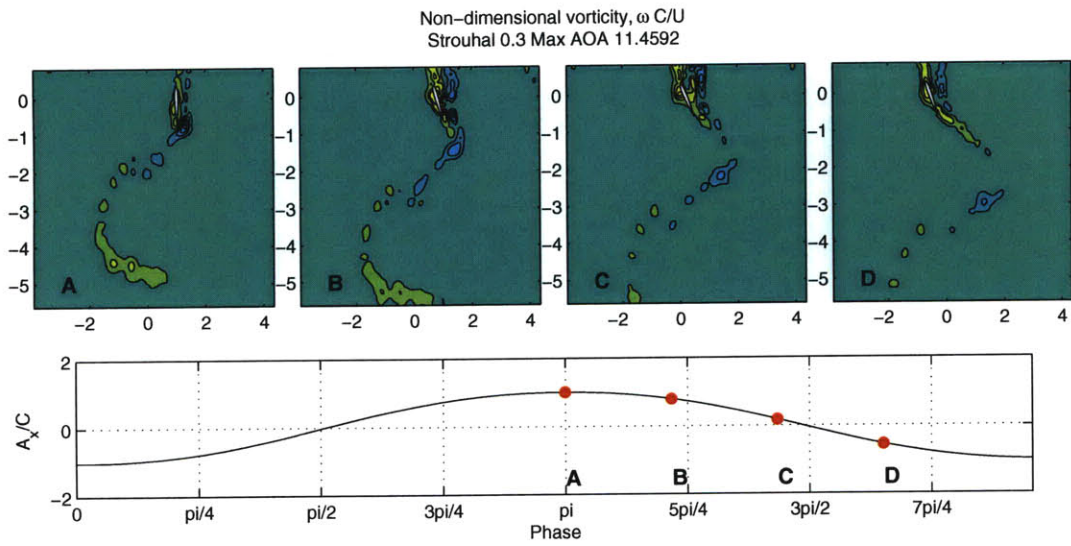 Non-dimensional vorticity, ω C/U
Strouhal 0.3 Max AOA 11.4592
0
-1
-2
-3
-4
-5
A
-2 0 2 4
0
-1
-2
-3
-4
-5
B
-2 0 2 4
0
-1
-2
-3
-4
-5
C
-2 0 2 4
0
-1
-2
-3
-4
-5
D
-2 0 2 4
2
0
-2
A_x/C
A B C D
0 pi/4 pi/2 3pi/4 pi 5pi/4 3pi/2 7pi/4
Phase